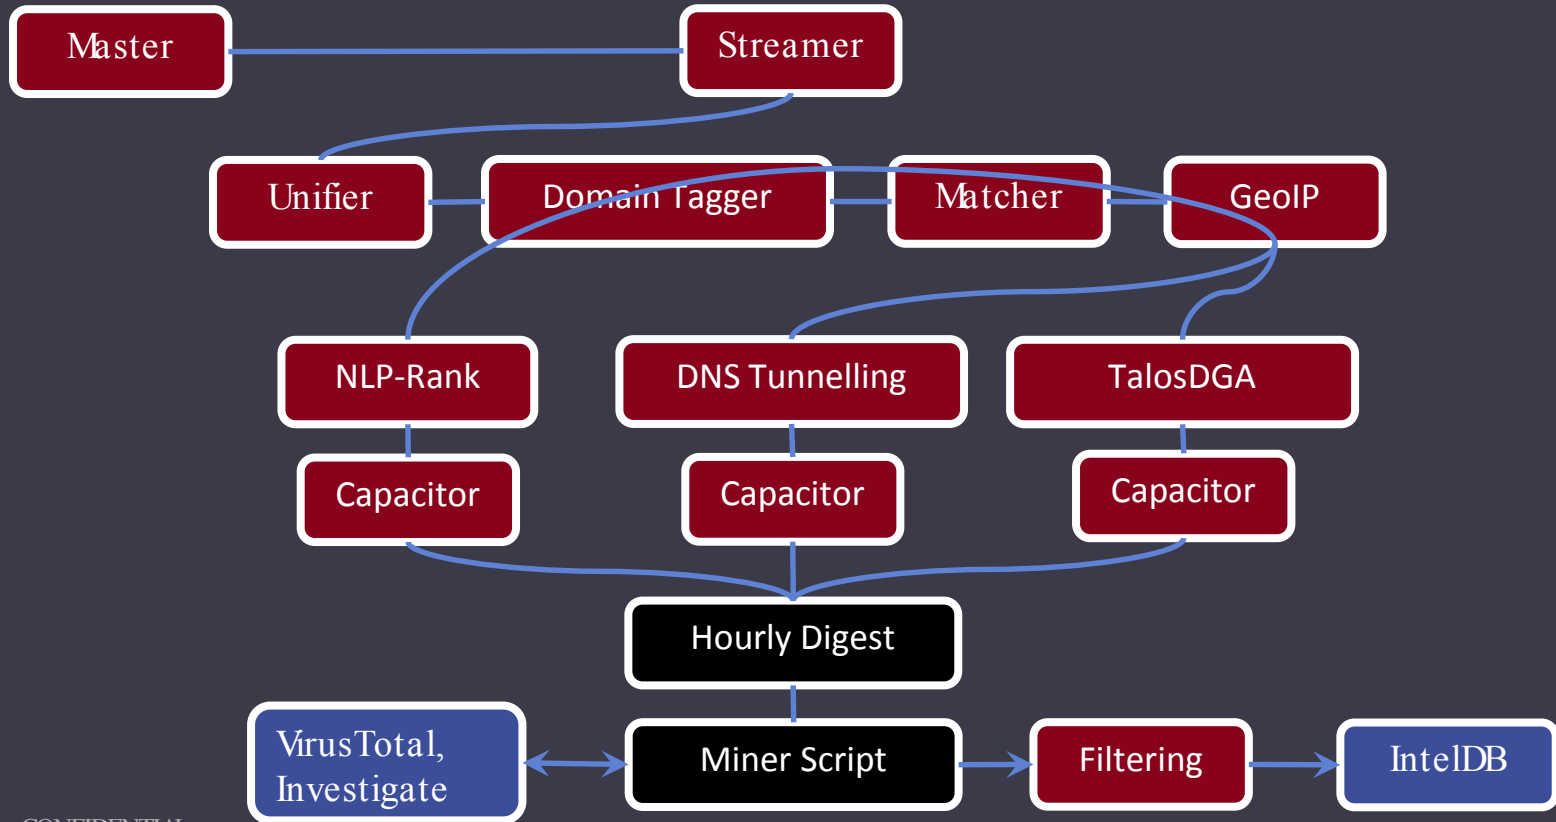 Master
Streamer
Unifier
Domain Tagger
Matcher
GeoIP
NLP-Rank
DNS Tunnelling
TalosDGA
Capacitor
Capacitor
Capacitor
Hourly Digest
VirusTotal,
Investigate
Miner Script
Filtering
IntelDB
CONFIDENTIAL